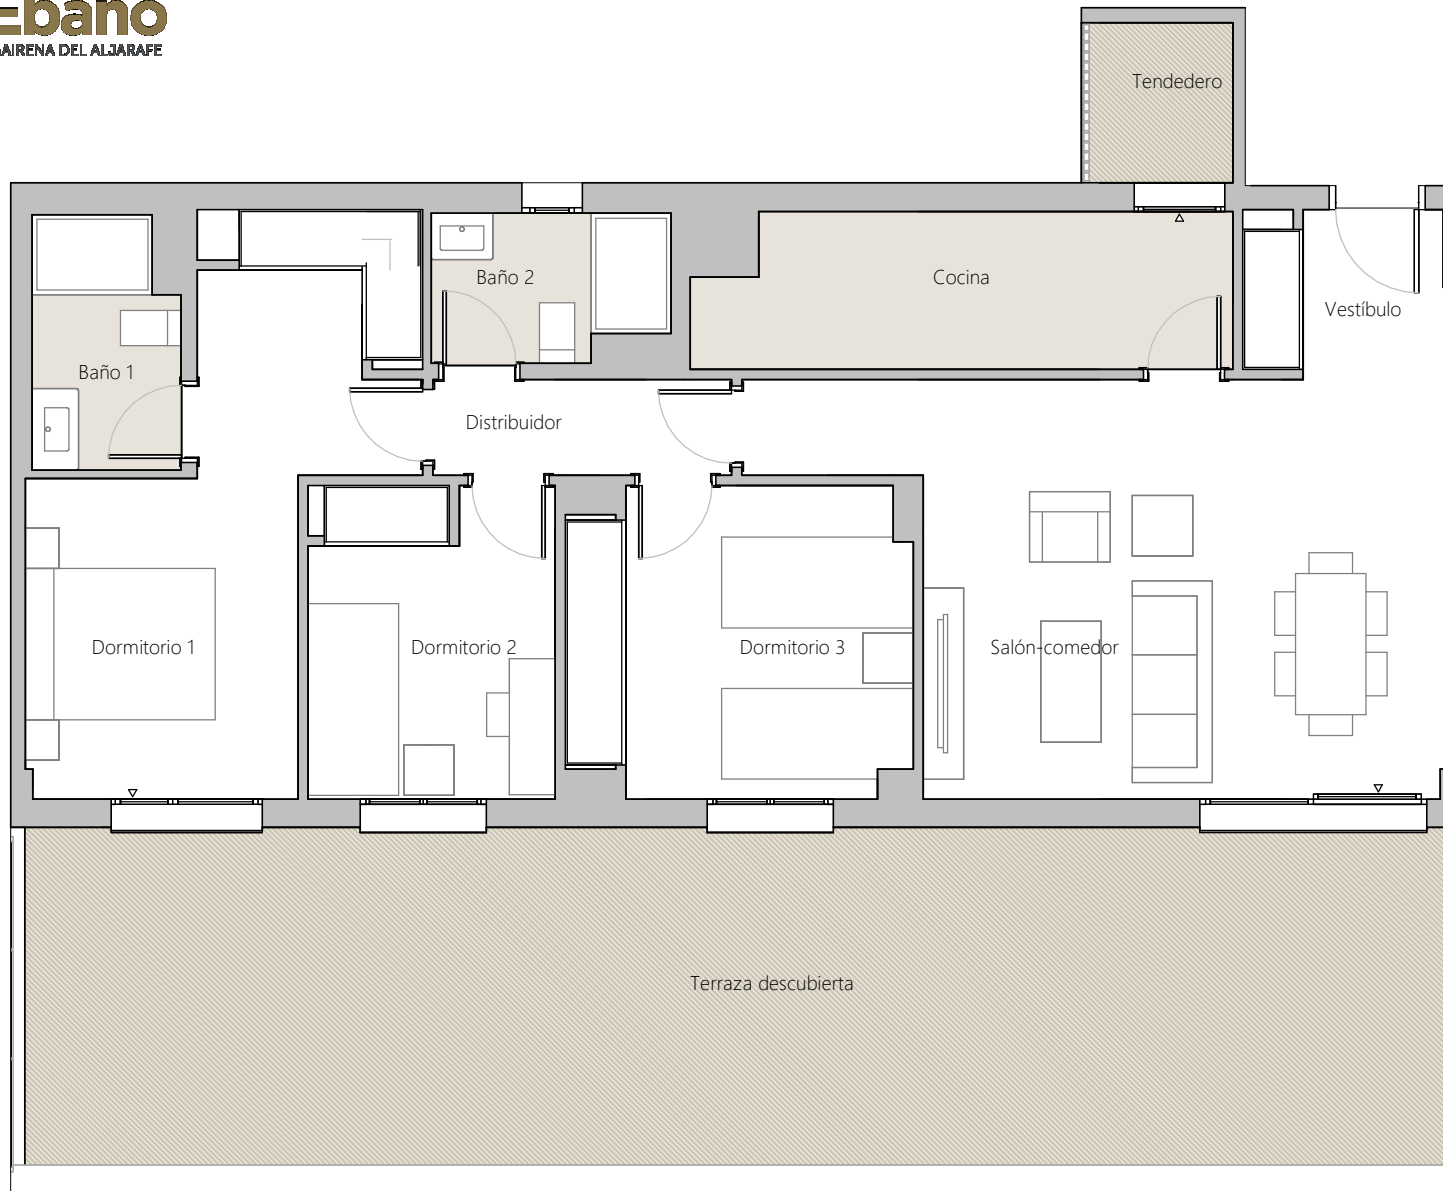 Ebano
AIRENA DEL ALJARAFE
Tendedero
Baño 2
Cocina
Vestíbulo
Baño 1
Distribuidor
Dormitorio 1
Dormitorio 2
Dormitorio 3
Salón-comedor
Terraza descubierta